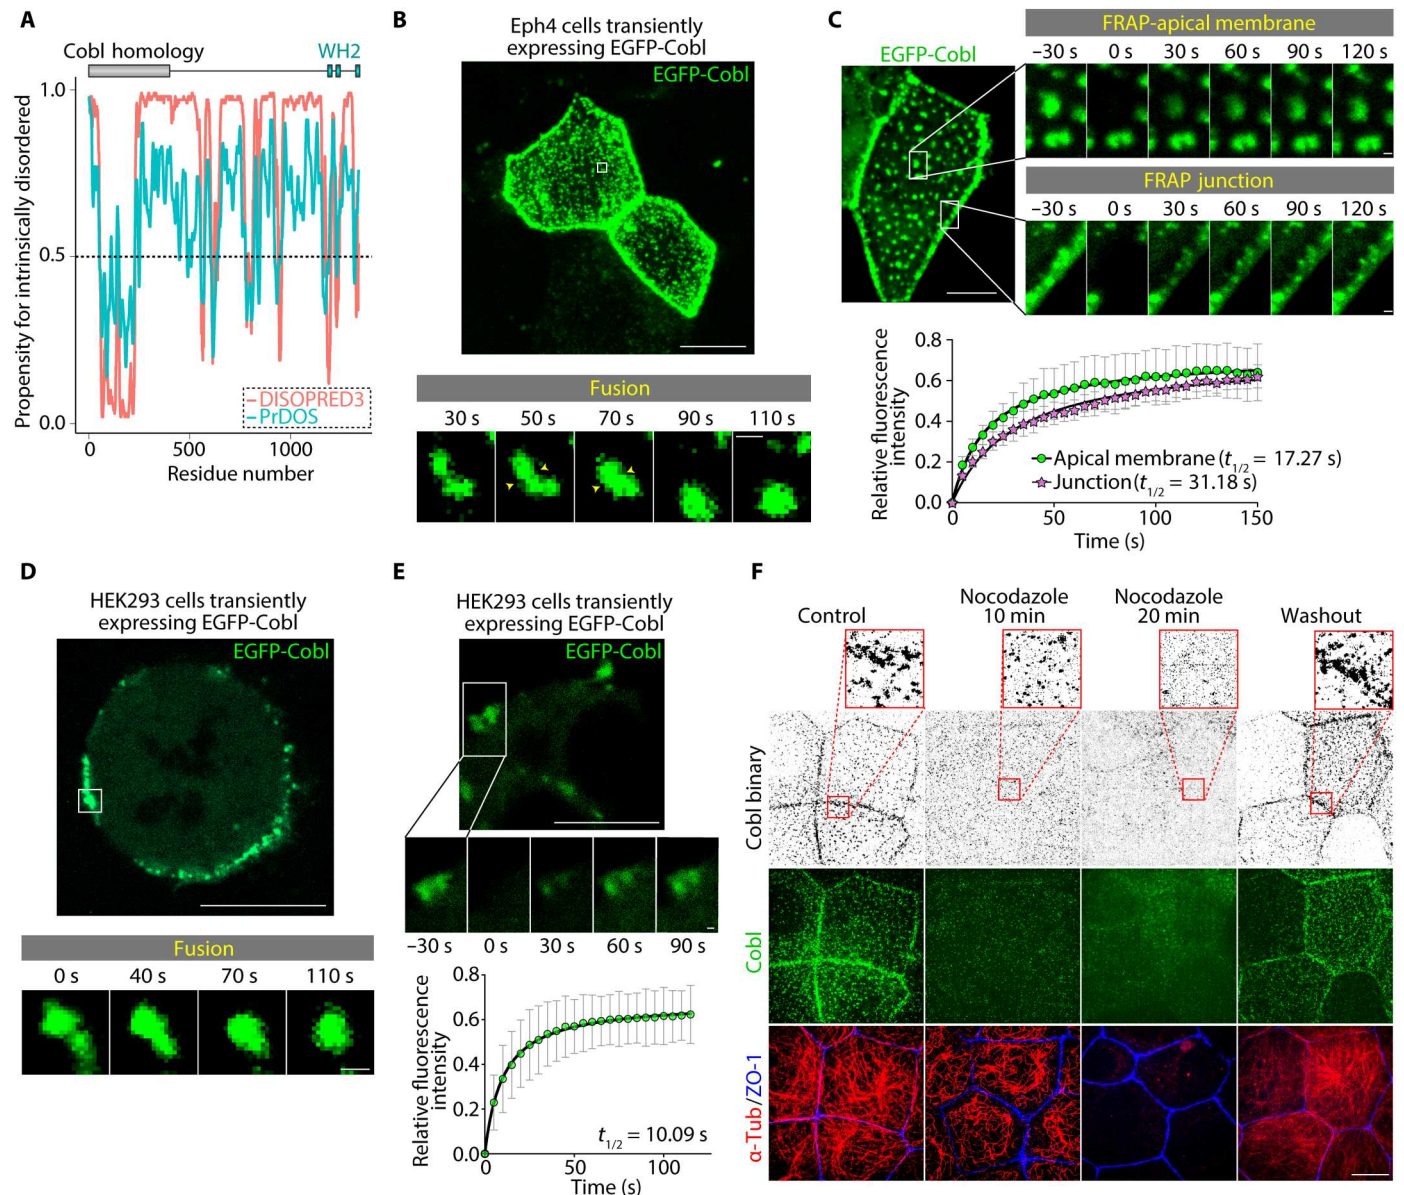 A
Cobl homology
WH2
Propensity for intrinsically disordered
1.0
0.5
0.0
DISOPRED3
PrDOS
0
500
1000
Residue number
B
Eph4 cells transiently
expressing EGFP-Cobl
EGFP-Cobl
Fusion
30 s 50 s 70 s 90 s 110 s
C
EGFP-Cobl
FRAP-apical membrane
–30 s 0 s 30 s 60 s 90 s 120 s
FRAP junction
–30 s 0 s 30 s 60 s 90 s 120 s
Relative fluorescence
intensity
0.8
0.6
0.4
0.2
0.0
Apical membrane (t1/2 = 17.27 s)
Junction (t1/2 = 31.18 s)
0 50 100 150
Time (s)
D
HEK293 cells transiently
expressing EGFP-Cobl
EGFP-Cobl
Fusion
0 s 40 s 70 s 110 s
E
HEK293 cells transiently
expressing EGFP-Cobl
EGFP-Cobl
–30 s 0 s 30 s 60 s 90 s
Relative fluorescence
intensity
0.8
0.6
0.4
0.2
0.0
t1/2 = 10.09 s
0 50 100
Time (s)
F
Control
Nocodazole
10 min
Nocodazole
20 min
Washout
Cobl binary
Cobl
α-Tub/ZO-1